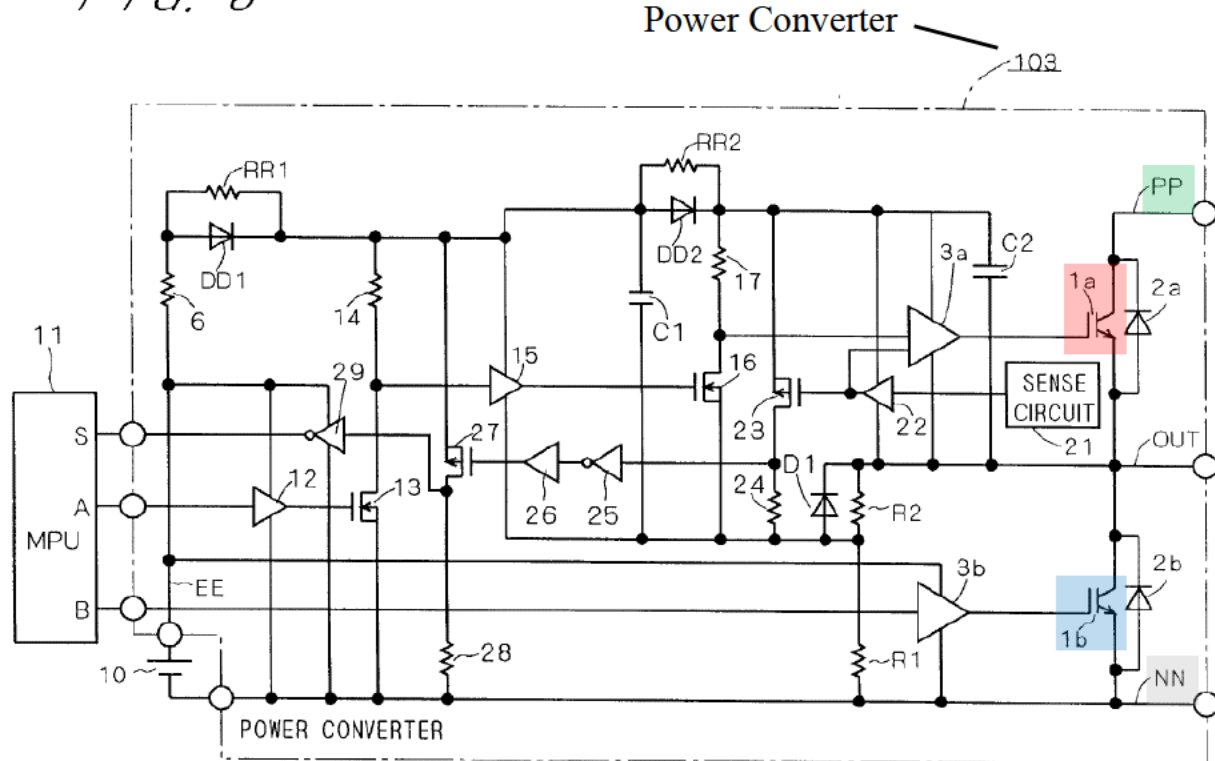 Power Converter
103
RR2
RR1
PP
DD2
C2
DD1
17
3a
1a
2a
6
14
C1
11
15
29
16
SENSE
CIRCUIT
S
27
23
22
21
OUT
12
D1
A
13
26
25
24
R2
MPU
EE
3b
2b
B
1b
10
28
R1
NN
POWER CONVERTER